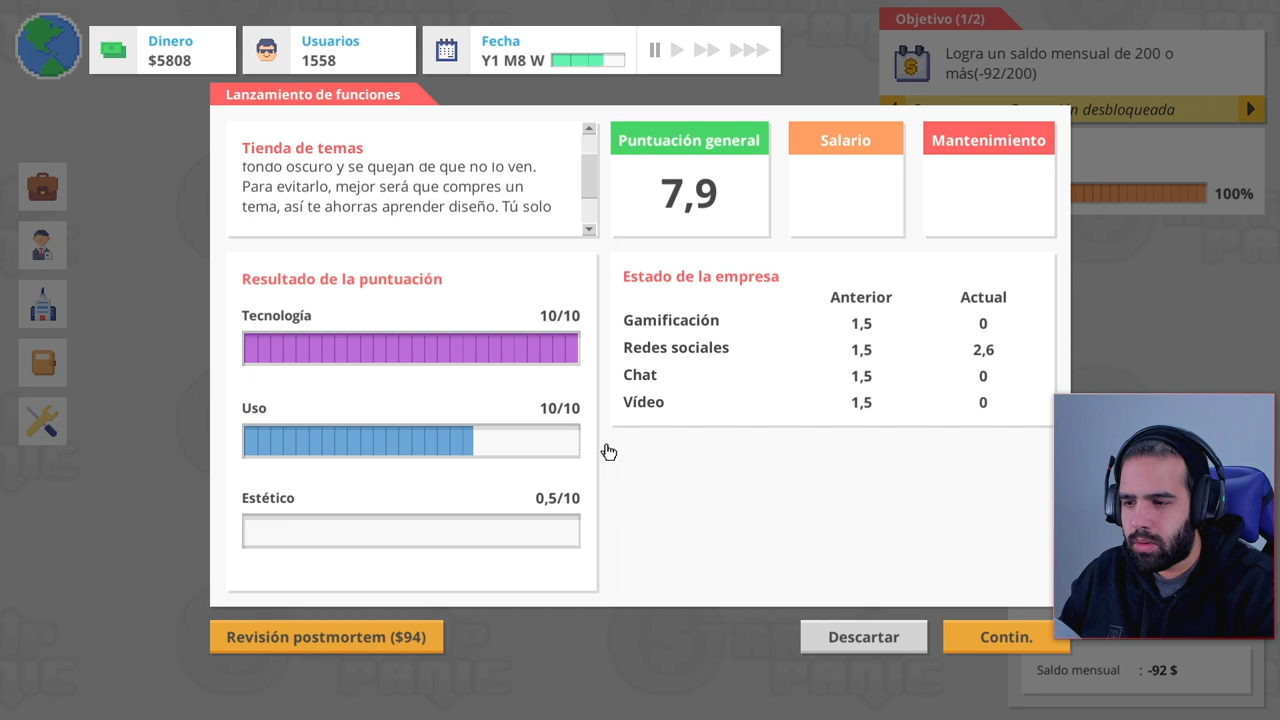 Dinero
$5808
Usuarios
1558
Fecha
Y1 M8 W
Objetivo (1/2)
Logra un saldo mensual de 200 o
más(-92/200)
ón desbloqueada
100%
Lanzamiento de funciones
Tienda de temas
fondo oscuro y se quejan de que no lo ven.
Para evitarlo, mejor será que compres un
tema, así te ahorras aprender diseño. Tú solo
Puntuación general
7,9
Salario
Mantenimiento
Resultado de la puntuación
Tecnología 10/10
Uso 10/10
Estético 0,5/10
Estado de la empresa
Anterior Actual
Gamificación 1,5 0
Redes sociales 1,5 2,6
Chat 1,5 0
Vídeo 1,5 0
Revisión postmortem ($94)
Descartar
Contin.
Saldo mensual : -92 $